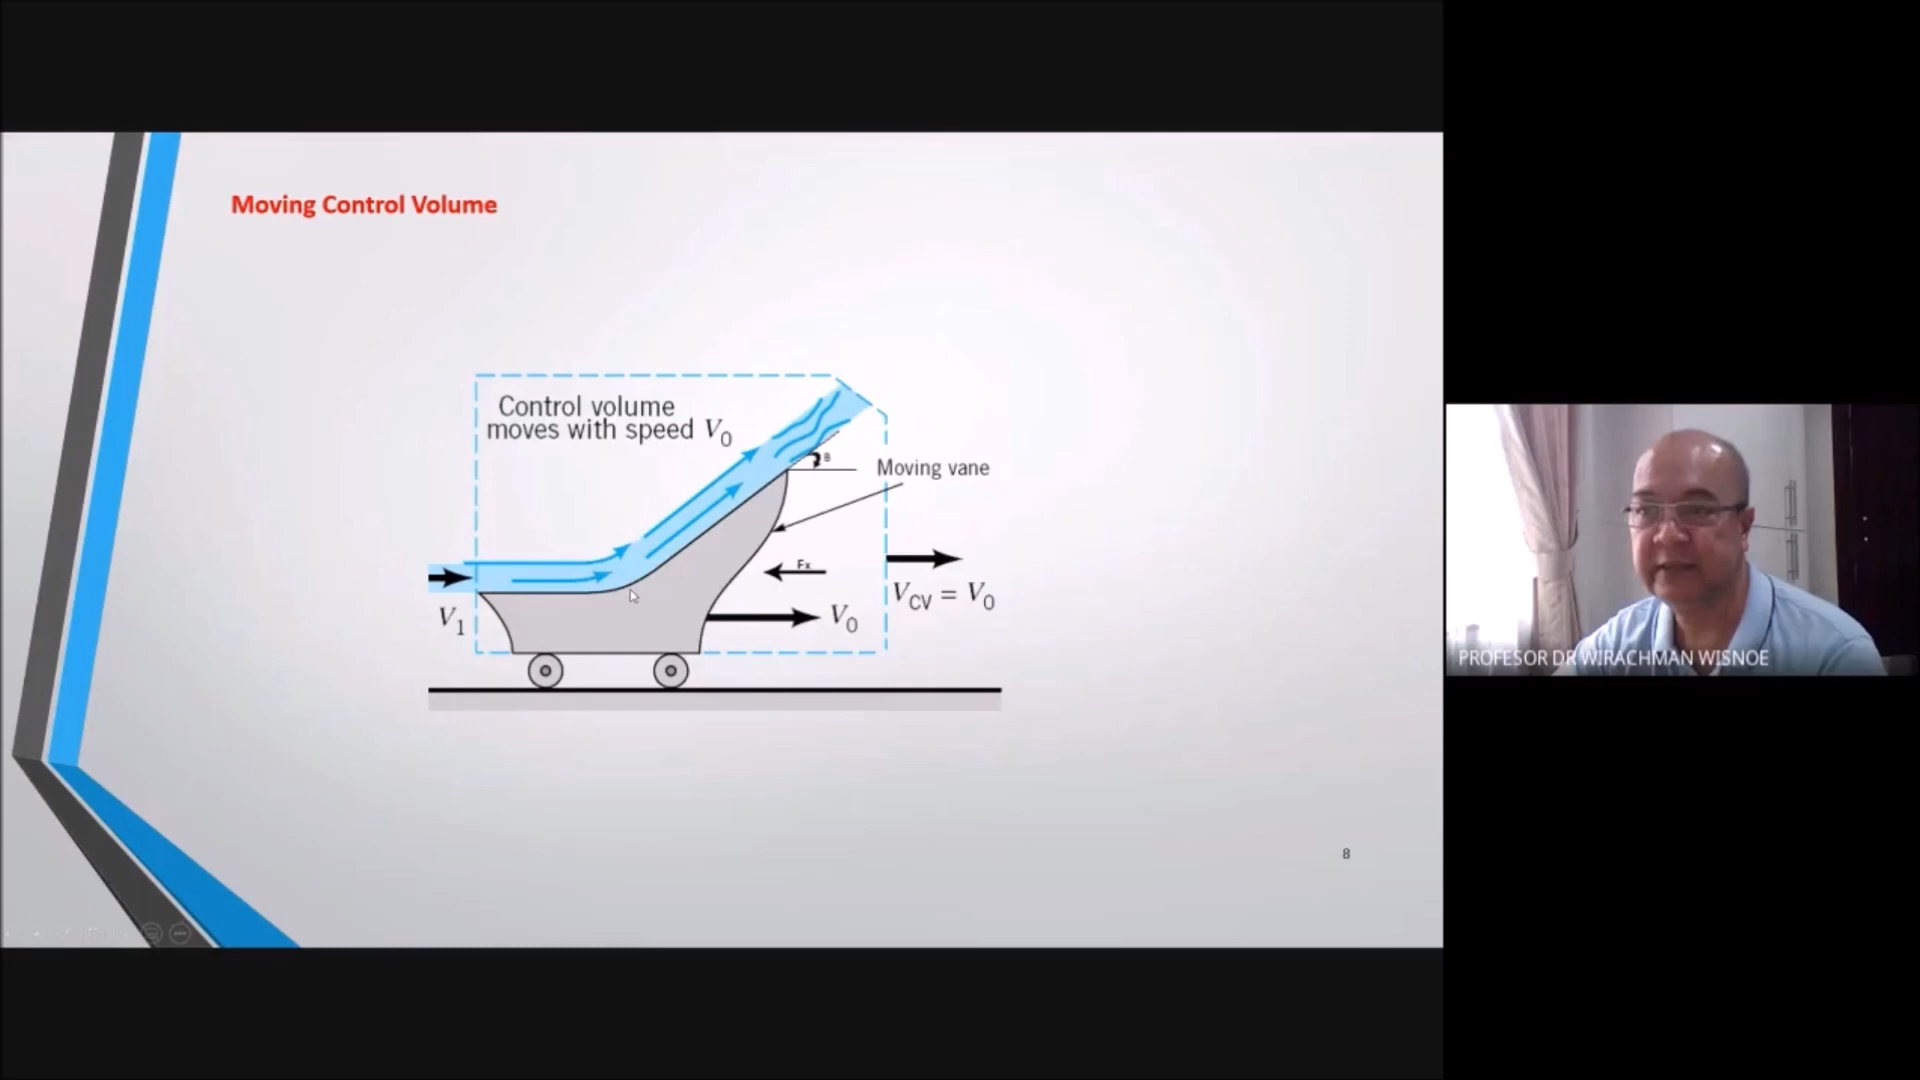 Moving Control Volume
Control volume
moves with speed V₀
θ
Moving vane
Fx
V₁
V₀
V_CV = V₀
8
PROFESOR DR WIRACHMAN WISNOE